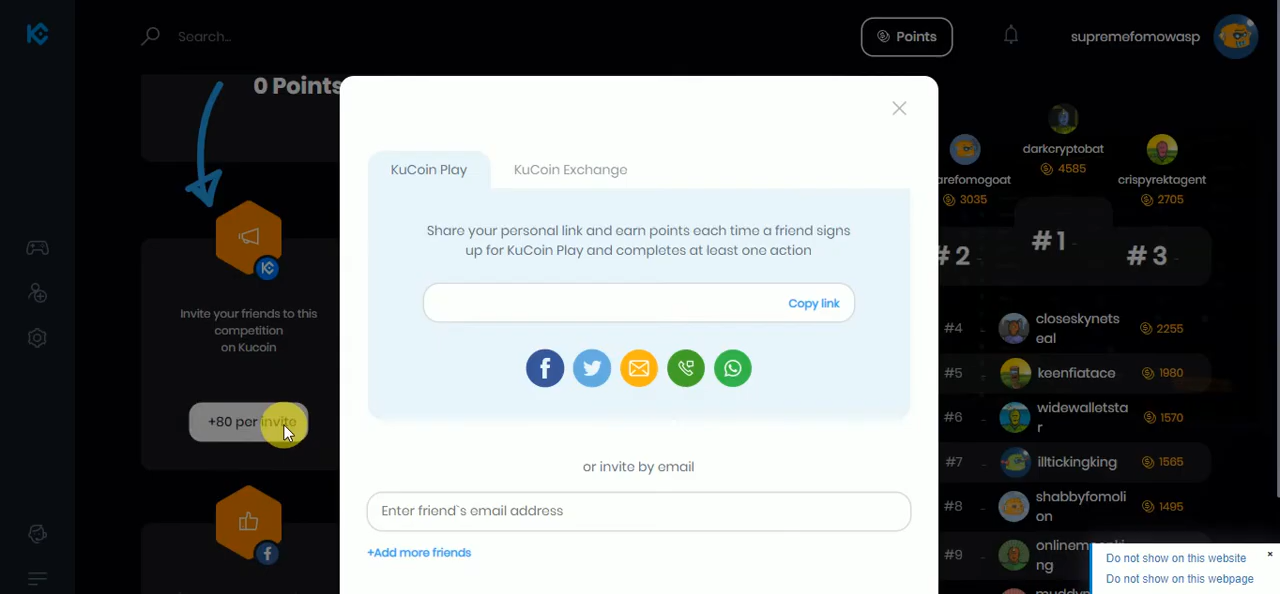 Search...
Points
supremefomowasp
0 Points
KuCoin Play
KuCoin Exchange
Share your personal link and earn points each time a friend signs
up for KuCoin Play and completes at least one action
Copy link
or invite by email
Enter friend`s email address
+Add more friends
Invite your friends to this
competition
on Kucoin
+80 per invite
darkcryptobat
4585
arefomogoat
3035
crispyrektagent
2705
#1
# 2
# 3
#4
closeskynets
eal
2255
#5
keenfiatace
1980
#6
widewalletsta
r
1570
#7
illtickingking
1565
#8
shabbyfomoli
on
1495
#9
ng
Do not show on this website
Do not show on this webpage